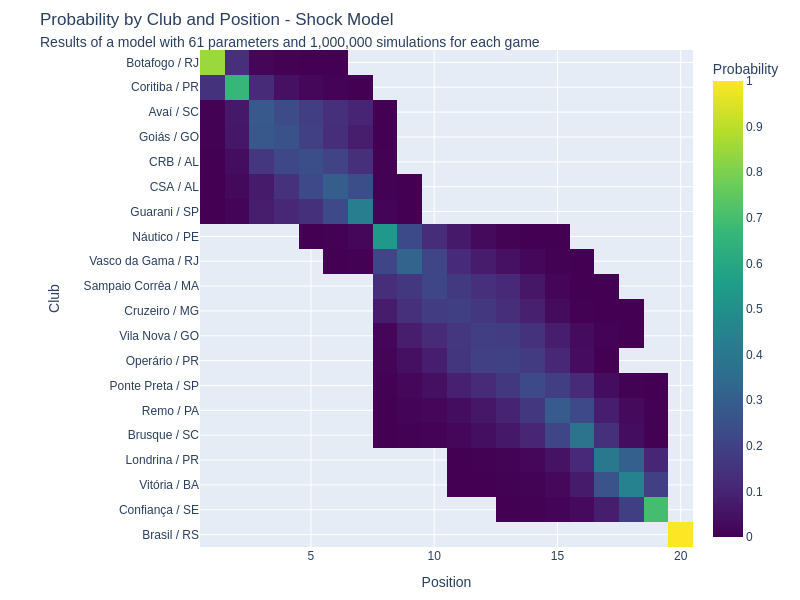 Probability by Club and Position - Shock Model
Results of a model with 61 parameters and 1,000,000 simulations for each game
Probability
Club
Botafogo / RJ
Coritiba / PR
Avaí / SC
Goiás / GO
CRB / AL
CSA / AL
Guarani / SP
Náutico / PE
Vasco da Gama / RJ
Sampaio Corrêa / MA
Cruzeiro / MG
Vila Nova / GO
Operário / PR
Ponte Preta / SP
Remo / PA
Brusque / SC
Londrina / PR
Vitória / BA
Confiança / SE
Brasil / RS
5 10 15 20
Position
1
0.9
0.8
0.7
0.6
0.5
0.4
0.3
0.2
0.1
0